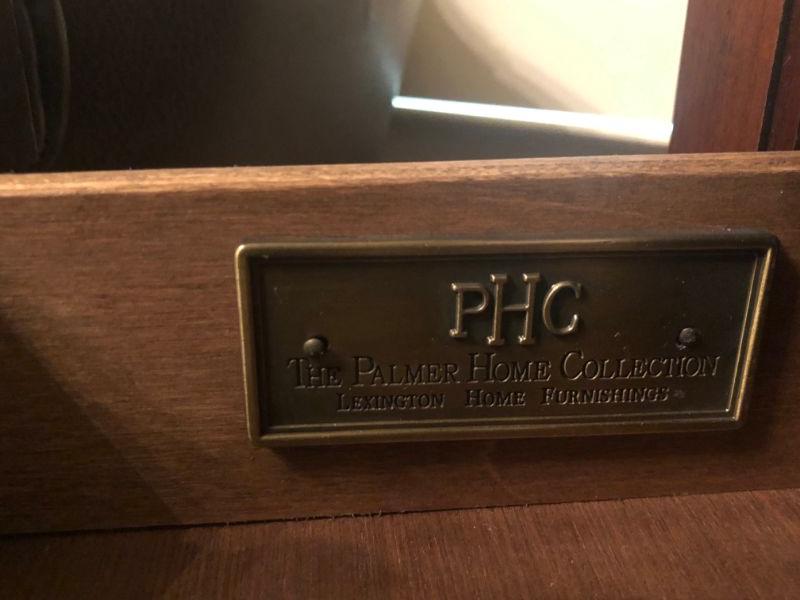 PHC
The Palmer Home Collection
Lexington Home Furnishings